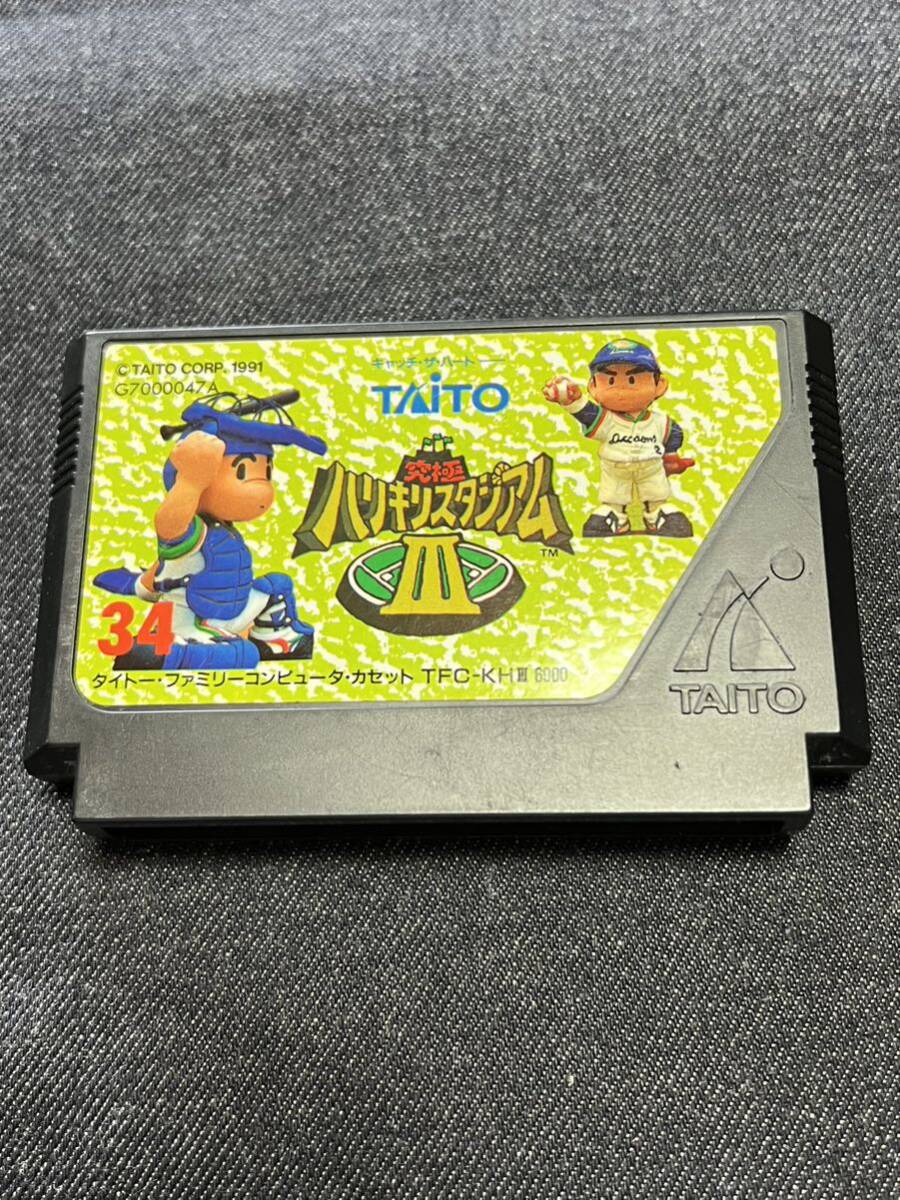 © TAITO CORP. 1991
G7000047A
キャッチ・ザ・ハート
TAITO
究極
ハリキリスタジアム
III
TM
2
34
タイトー・ファミリーコンピュータ・カセット TFC-KHIII 6000
TAITO